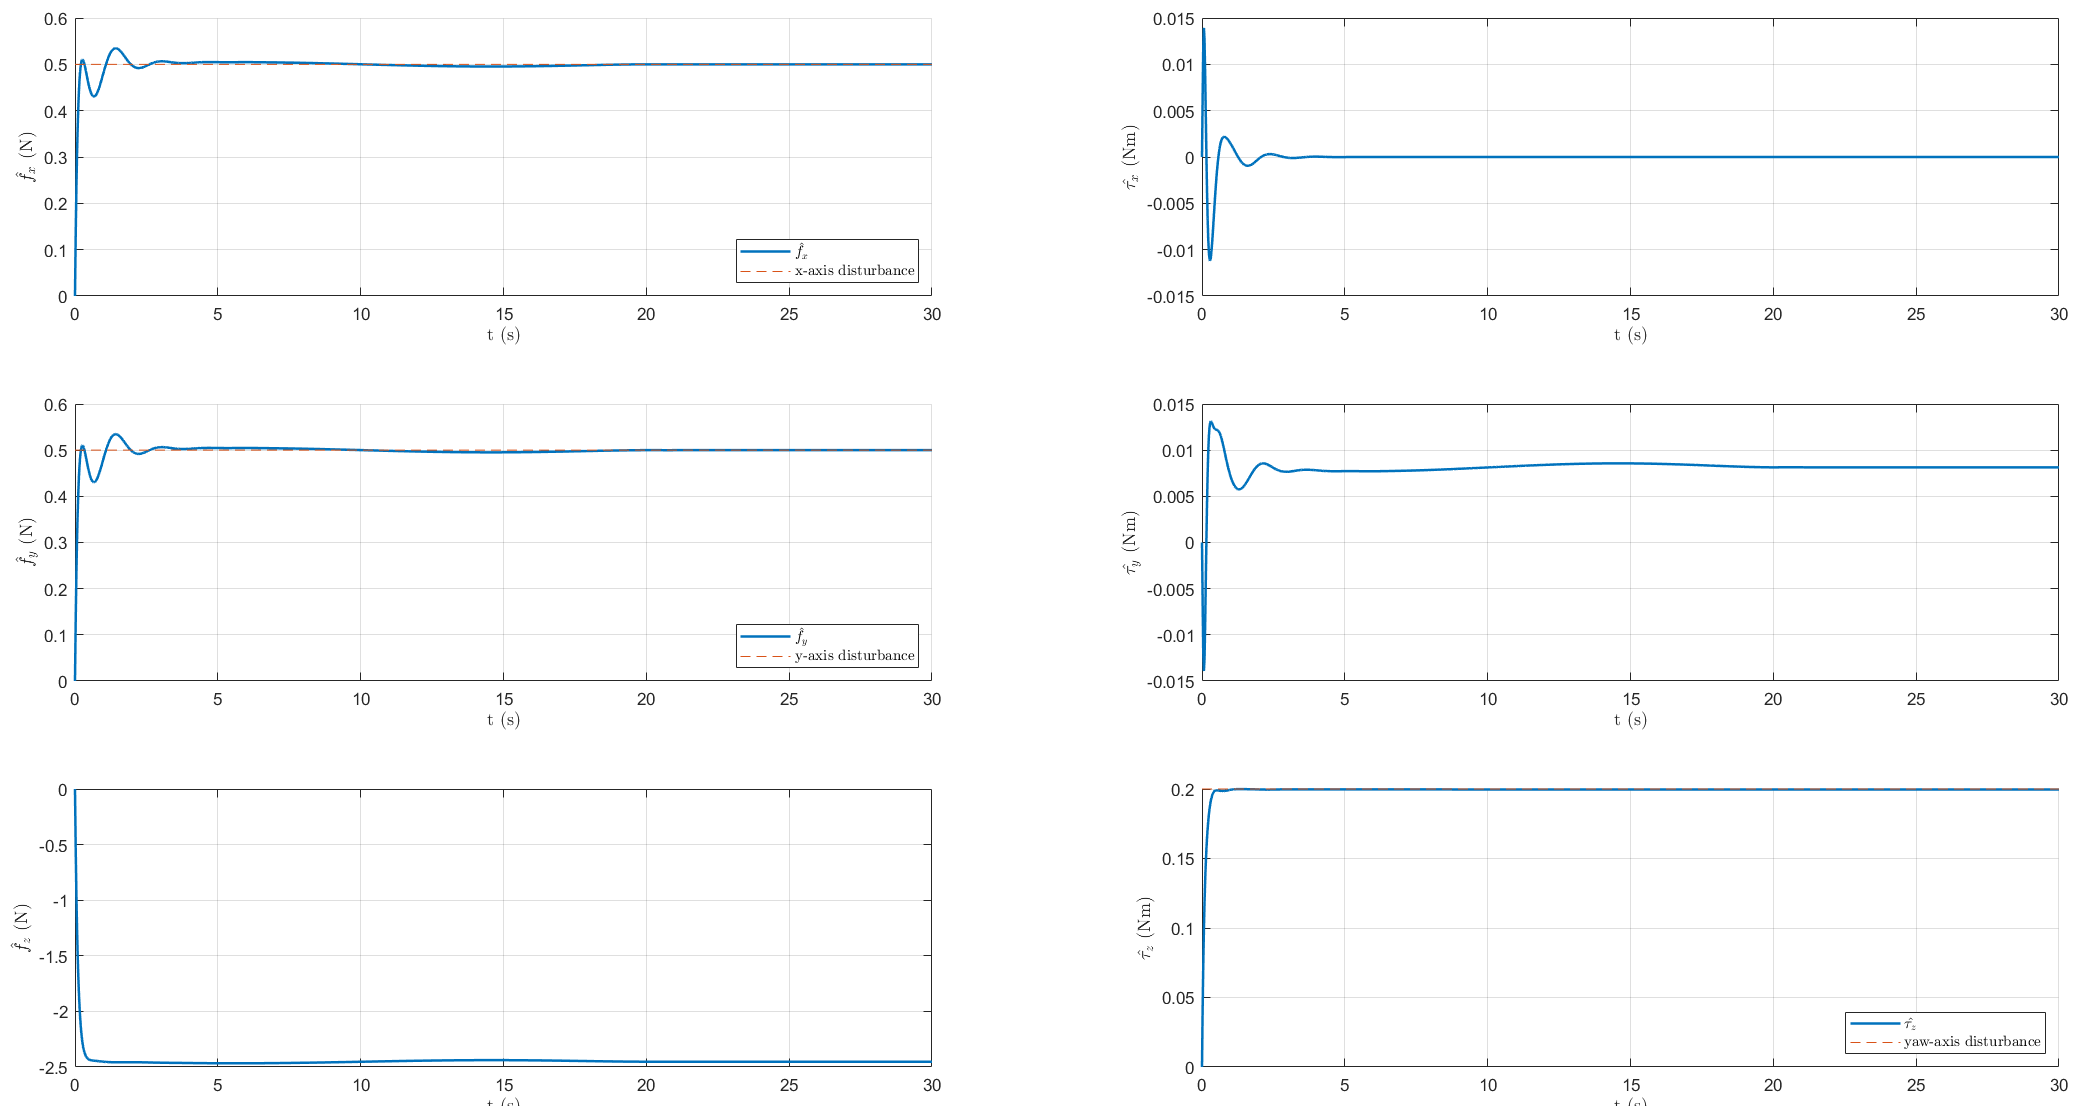 0.6
0.5
0.4
0.3
0.2
0.1
0
f̂x (N)
0 5 10 15 20 25 30
t (s)
f̂x
x-axis disturbance
0.015
0.01
0.005
0
-0.005
-0.01
-0.015
τ̂x (Nm)
0 5 10 15 20 25 30
t (s)
0.6
0.5
0.4
0.3
0.2
0.1
0
f̂y (N)
0 5 10 15 20 25 30
t (s)
f̂y
y-axis disturbance
0.015
0.01
0.005
0
-0.005
-0.01
-0.015
τ̂y (Nm)
0 5 10 15 20 25 30
t (s)
0
-0.5
-1
-1.5
-2
-2.5
f̂z (N)
0 5 10 15 20 25 30
t (s)
0.2
0.15
0.1
0.05
0
τ̂z (Nm)
0 5 10 15 20 25 30
t (s)
τ̂z
yaw-axis disturbance